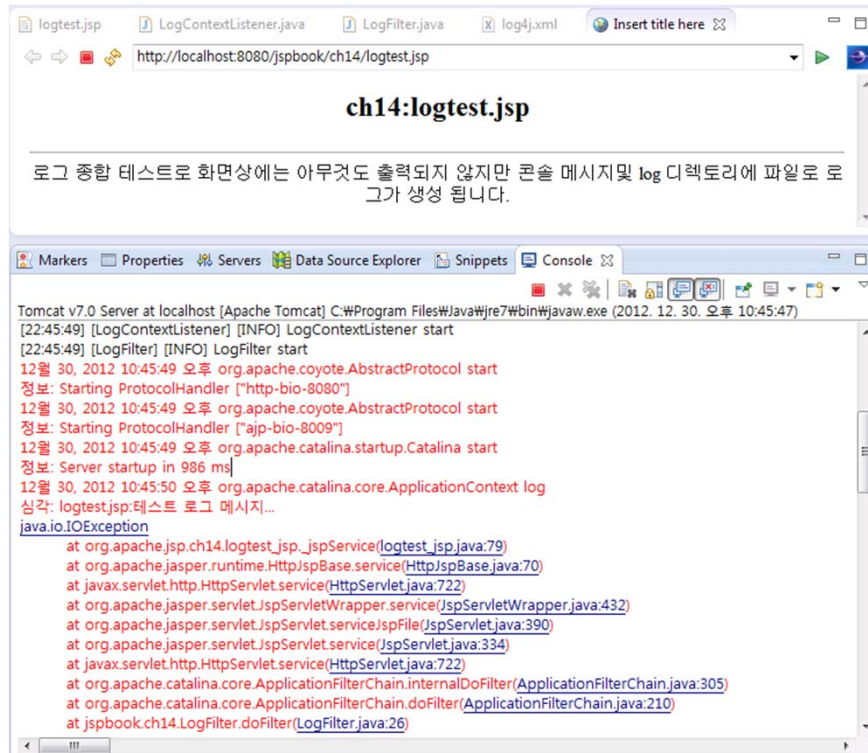 logtest.jsp LogContextListener.java LogFilter.java log4j.xml Insert title here
http://localhost:8080/jspbook/ch14/logtest.jsp
ch14:logtest.jsp
로그 종합 테스트로 화면상에는 아무것도 출력되지 않지만 콘솔 메시지및 log 디렉토리에 파일로 로
그가 생성 됩니다.
Markers Properties Servers Data Source Explorer Snippets Console
Tomcat v7.0 Server at localhost [Apache Tomcat] C:₩Program Files₩Java₩jre7₩bin₩javaw.exe (2012. 12. 30. 오후 10:45:47)
[22:45:49] [LogContextListener] [INFO] LogContextListener start
[22:45:49] [LogFilter] [INFO] LogFilter start
12월 30, 2012 10:45:49 오후 org.apache.coyote.AbstractProtocol start
정보: Starting ProtocolHandler ["http-bio-8080"]
12월 30, 2012 10:45:49 오후 org.apache.coyote.AbstractProtocol start
정보: Starting ProtocolHandler ["ajp-bio-8009"]
12월 30, 2012 10:45:49 오후 org.apache.catalina.startup.Catalina start
정보: Server startup in 986 ms
12월 30, 2012 10:45:50 오후 org.apache.catalina.core.ApplicationContext log
심각: logtest.jsp:테스트 로그 메시지...
java.io.IOException
at org.apache.jsp.ch14.logtest_jsp._jspService(logtest_jsp.java:79)
at org.apache.jasper.runtime.HttpJspBase.service(HttpJspBase.java:70)
at javax.servlet.http.HttpServlet.service(HttpServlet.java:722)
at org.apache.jasper.servlet.JspServletWrapper.service(JspServletWrapper.java:432)
at org.apache.jasper.servlet.JspServlet.serviceJspFile(JspServlet.java:390)
at org.apache.jasper.servlet.JspServlet.service(JspServlet.java:334)
at javax.servlet.http.HttpServlet.service(HttpServlet.java:722)
at org.apache.catalina.core.ApplicationFilterChain.internalDoFilter(ApplicationFilterChain.java:305)
at org.apache.catalina.core.ApplicationFilterChain.doFilter(ApplicationFilterChain.java:210)
at jspbook.ch14.LogFilter.doFilter(LogFilter.java:26)